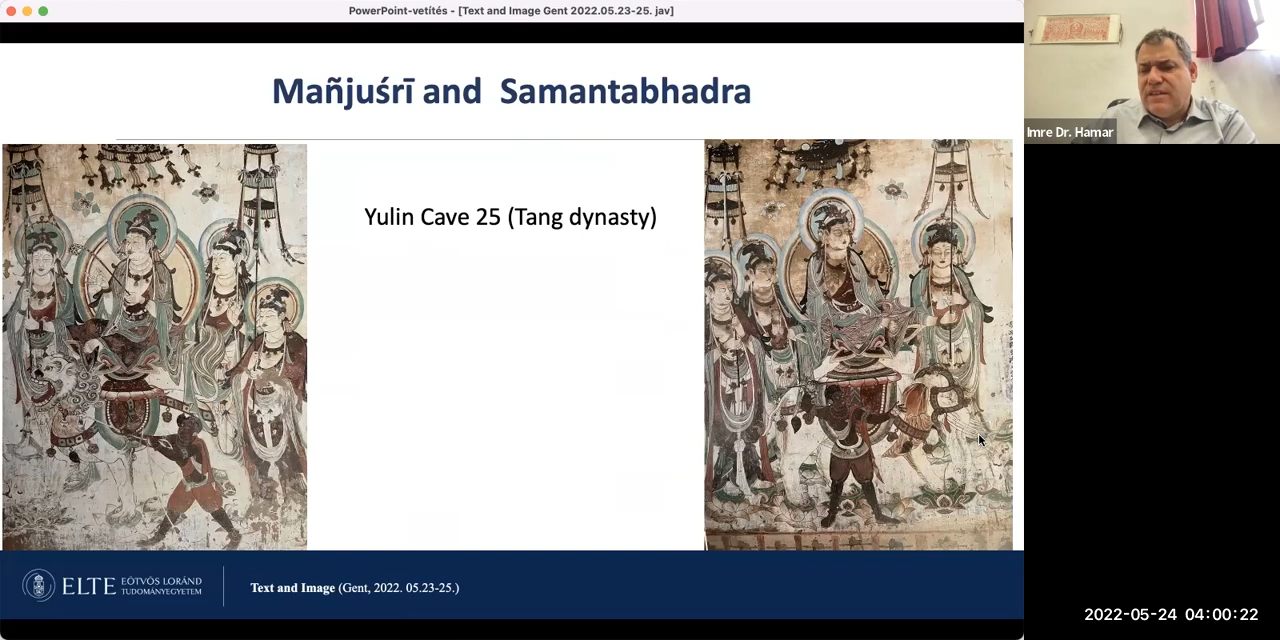 PowerPoint-vetítés - [Text and Image Gent 2022.05.23-25. jav]
Mañjuśrī and Samantabhadra
Yulin Cave 25 (Tang dynasty)
ELTE EÖTVÖS LORÁND
TUDOMÁNYEGYETEM
Text and Image (Gent, 2022. 05.23-25.)
Imre Dr. Hamar
2022-05-24 04:00:22